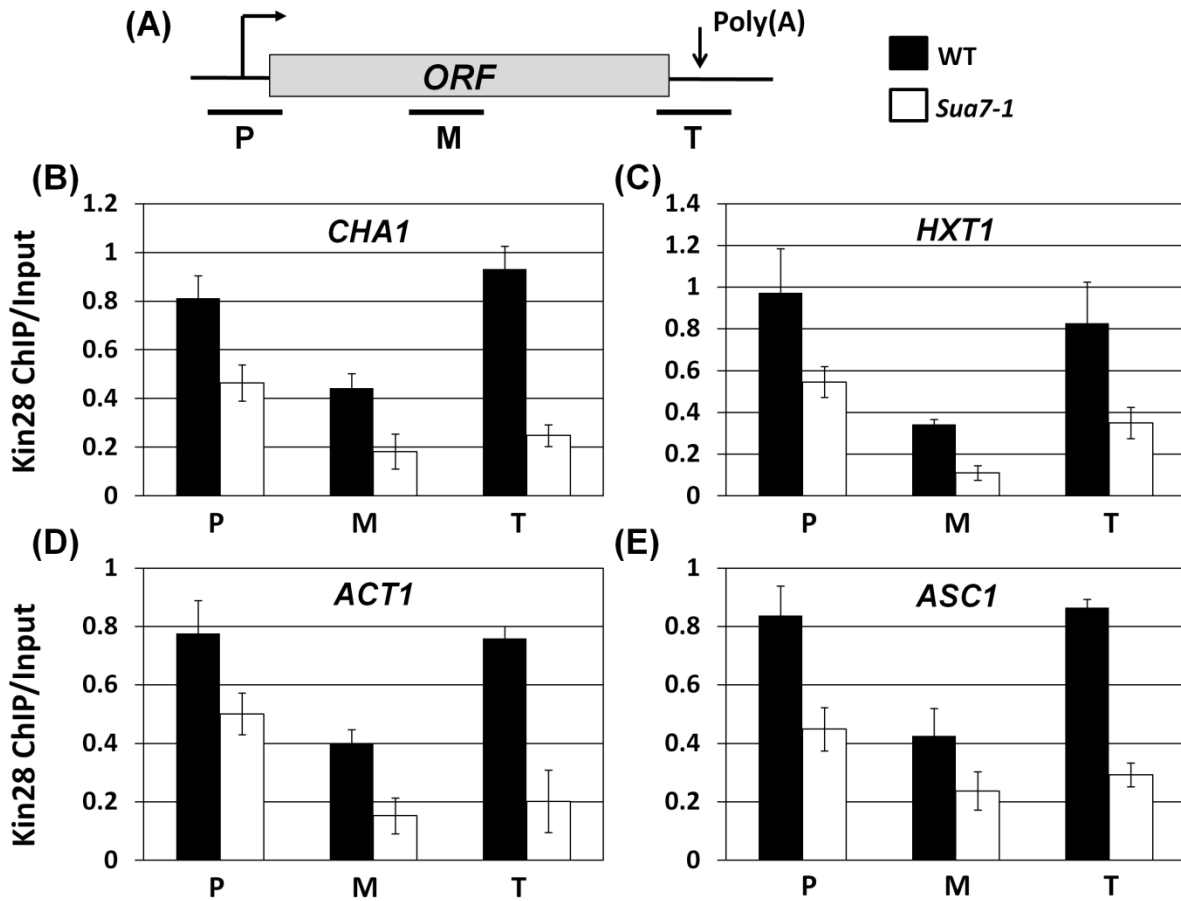 (A)
Poly(A)
ORF
P M T
WT
Sua7-1
(B)
CHA1
Kin28 ChIP/Input
1.2
1
0.8
0.6
0.4
0.2
0
P M T
(C)
HXT1
1.4
1.2
1
0.8
0.6
0.4
0.2
0
P M T
(D)
ACT1
Kin28 ChIP/Input
1
0.8
0.6
0.4
0.2
0
P M T
(E)
ASC1
1
0.8
0.6
0.4
0.2
0
P M T